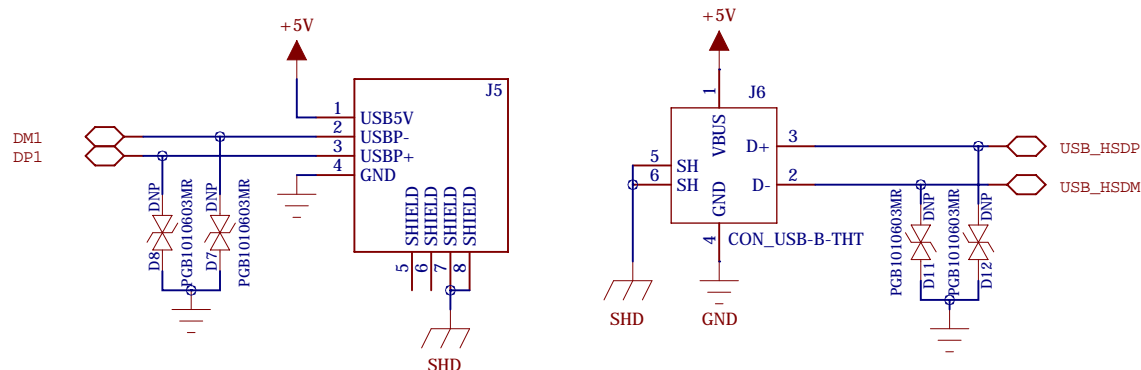 +5V
J5
1
USB5V
DM1
2
USBP-
DP1
3
USBP+
4
GND
DNP
DNP
D8
PGB1010603MR
D7
PGB1010603MR
SHIELD
SHIELD
SHIELD
SHIELD
5
6
7
8
SHD
+5V
1
J6
VBUS
D+
3
USB_HSDP
5
SH
6
SH
D-
2
USB_HSDM
GND
4
CON_USB-B-THT
PGB1010603MR
DNP
D11
PGB1010603MR
DNP
D12
SHD
GND